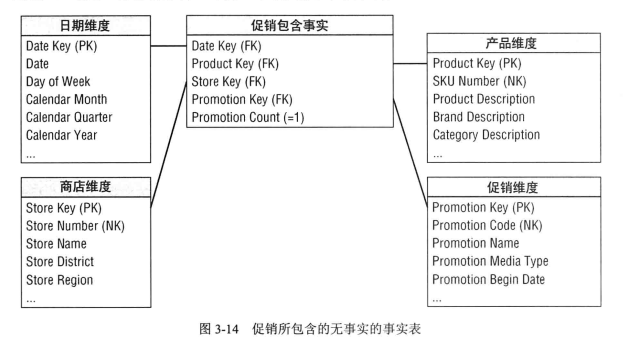 日期维度
Date Key (PK)
Date
Day of Week
Calendar Month
Calendar Quarter
Calendar Year
...
促销包含事实
Date Key (FK)
Product Key (FK)
Store Key (FK)
Promotion Key (FK)
Promotion Count (=1)
产品维度
Product Key (PK)
SKU Number (NK)
Product Description
Brand Description
Category Description
...
商店维度
Store Key (PK)
Store Number (NK)
Store Name
Store District
Store Region
...
促销维度
Promotion Key (PK)
Promotion Code (NK)
Promotion Name
Promotion Media Type
Promotion Begin Date
...
图 3-14 促销所包含的无事实的事实表